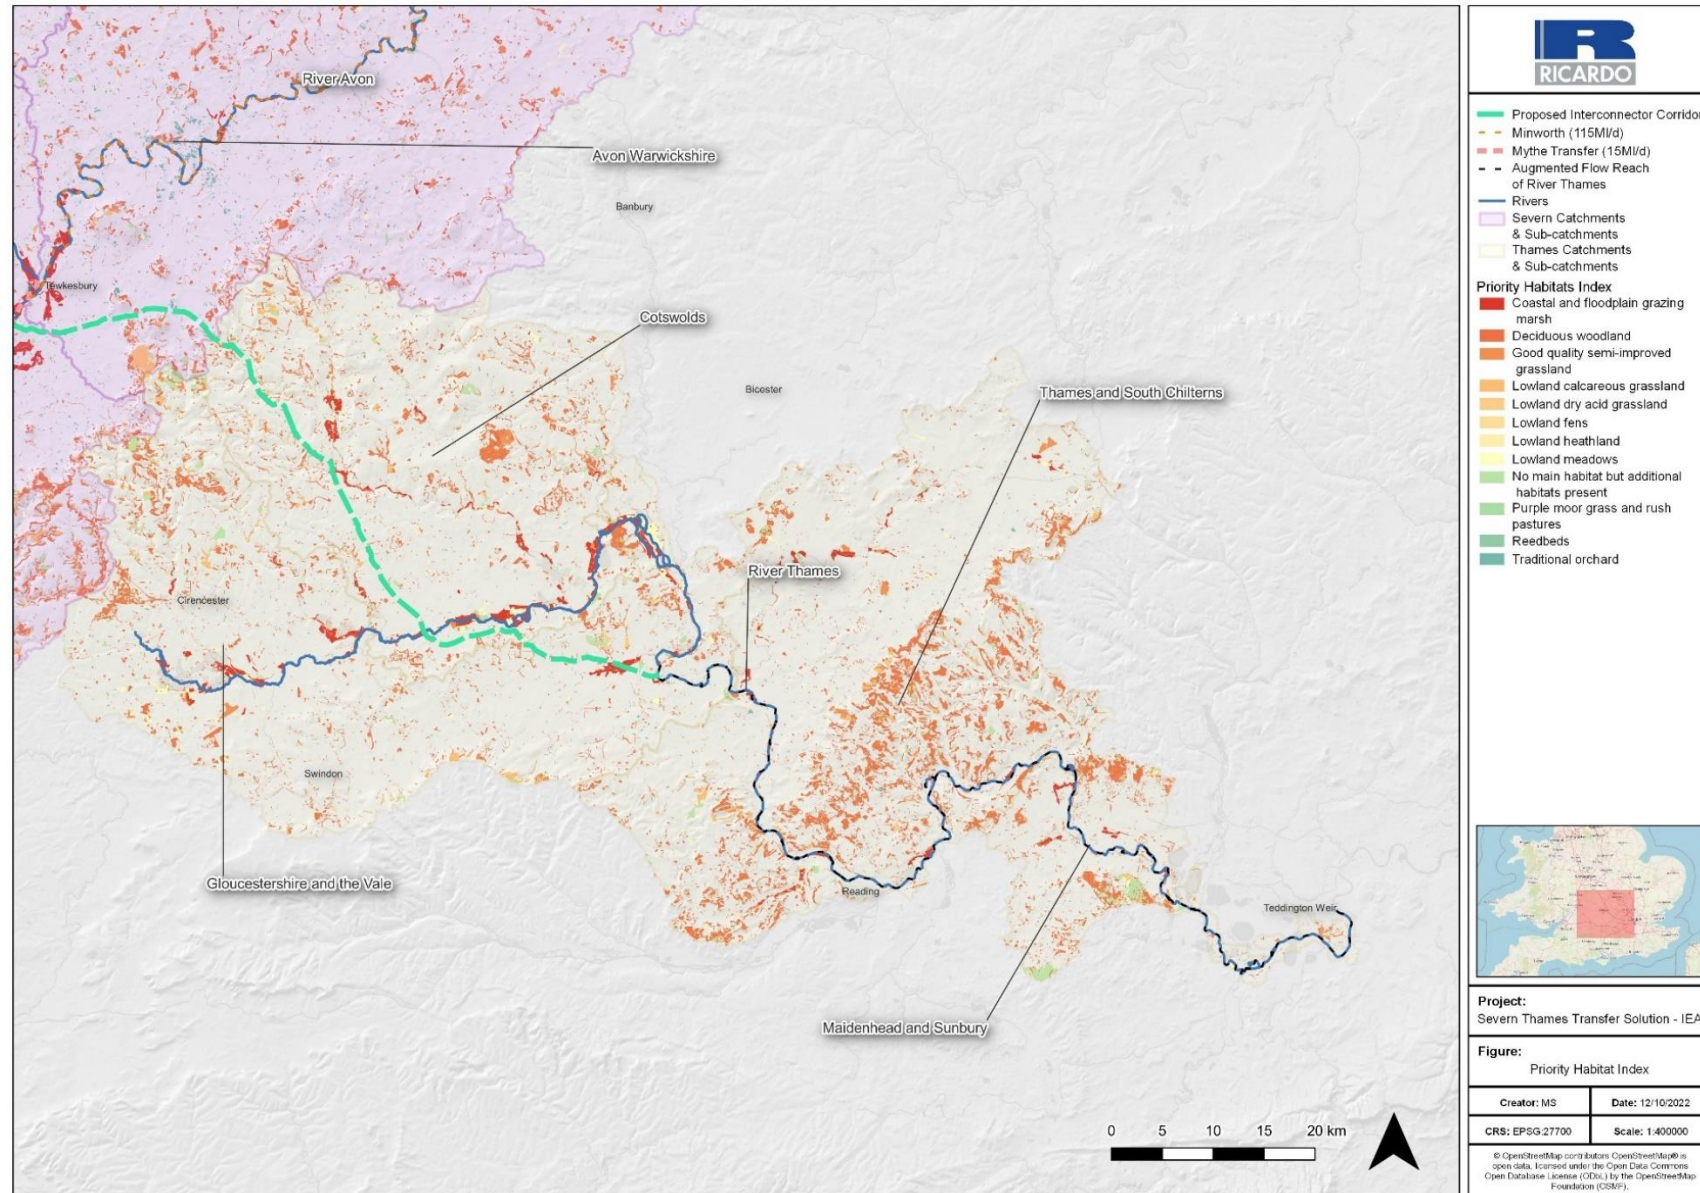 River Avon
Avon Warwickshire
Banbury
Tewkesbury
Cotswolds
Bicester
Thames and South Chilterns
River Thames
Cirencester
Swindon
Gloucestershire and the Vale
Reading
Teddington Weir
Maidenhead and Sunbury
0 5 10 15 20 km
R
RICARDO
Proposed Interconnector Corridor
Minworth (115Ml/d)
Mythe Transfer (15Ml/d)
Augmented Flow Reach
of River Thames
Rivers
Severn Catchments
& Sub-catchments
Thames Catchments
& Sub-catchments
Priority Habitats Index
Coastal and floodplain grazing
marsh
Deciduous woodland
Good quality semi-improved
grassland
Lowland calcareous grassland
Lowland dry acid grassland
Lowland fens
Lowland heathland
Lowland meadows
No main habitat but additional
habitats present
Purple moor grass and rush
pastures
Reedbeds
Traditional orchard
Project:
Severn Thames Transfer Solution - IEA
Figure:
Priority Habitat Index
Creator: MS
Date: 12/10/2022
CRS: EPSG:27700
Scale: 1:400000
© OpenStreetMap contributors OpenStreetMap® is
open data, licensed under the Open Data Commons
Open Database License (ODbL) by the OpenStreetMap
Foundation (OSMF).